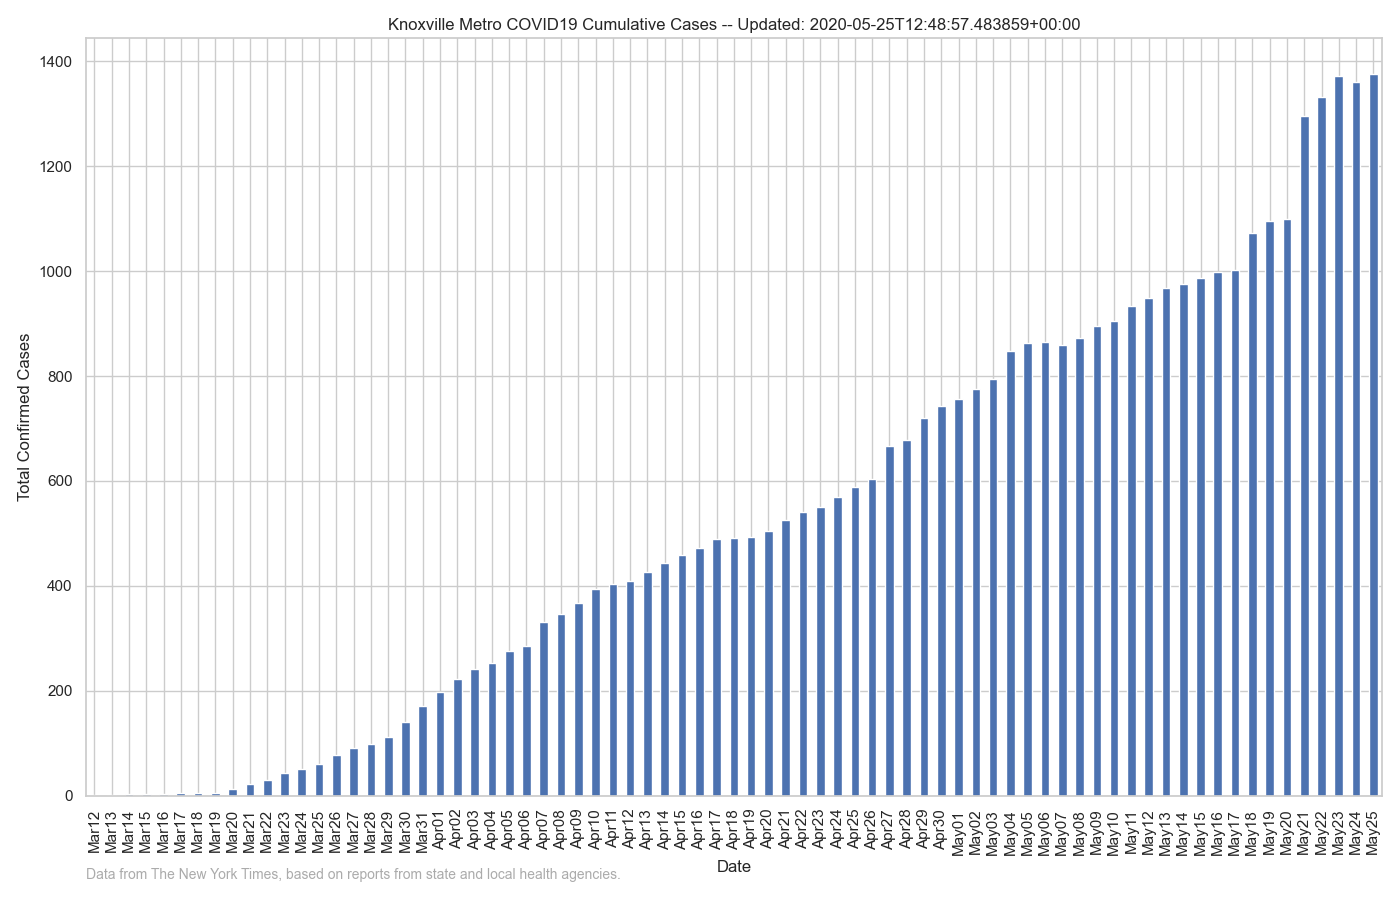 Knoxville Metro COVID19 Cumulative Cases -- Updated: 2020-05-25T12:48:57.483859+00:00
Total Confirmed Cases
1400
1200
1000
800
600
400
200
0
Mar12 Mar13 Mar14 Mar15 Mar16 Mar17 Mar18 Mar19 Mar20 Mar21 Mar22 Mar23 Mar24 Mar25 Mar26 Mar27 Mar28 Mar29 Mar30 Mar31 Apr01 Apr02 Apr03 Apr04 Apr05 Apr06 Apr07 Apr08 Apr09 Apr10 Apr11 Apr12 Apr13 Apr14 Apr15 Apr16 Apr17 Apr18 Apr19 Apr20 Apr21 Apr22 Apr23 Apr24 Apr25 Apr26 Apr27 Apr28 Apr29 Apr30 May01 May02 May03 May04 May05 May06 May07 May08 May09 May10 May11 May12 May13 May14 May15 May16 May17 May18 May19 May20 May21 May22 May23 May24 May25
Date
Data from The New York Times, based on reports from state and local health agencies.